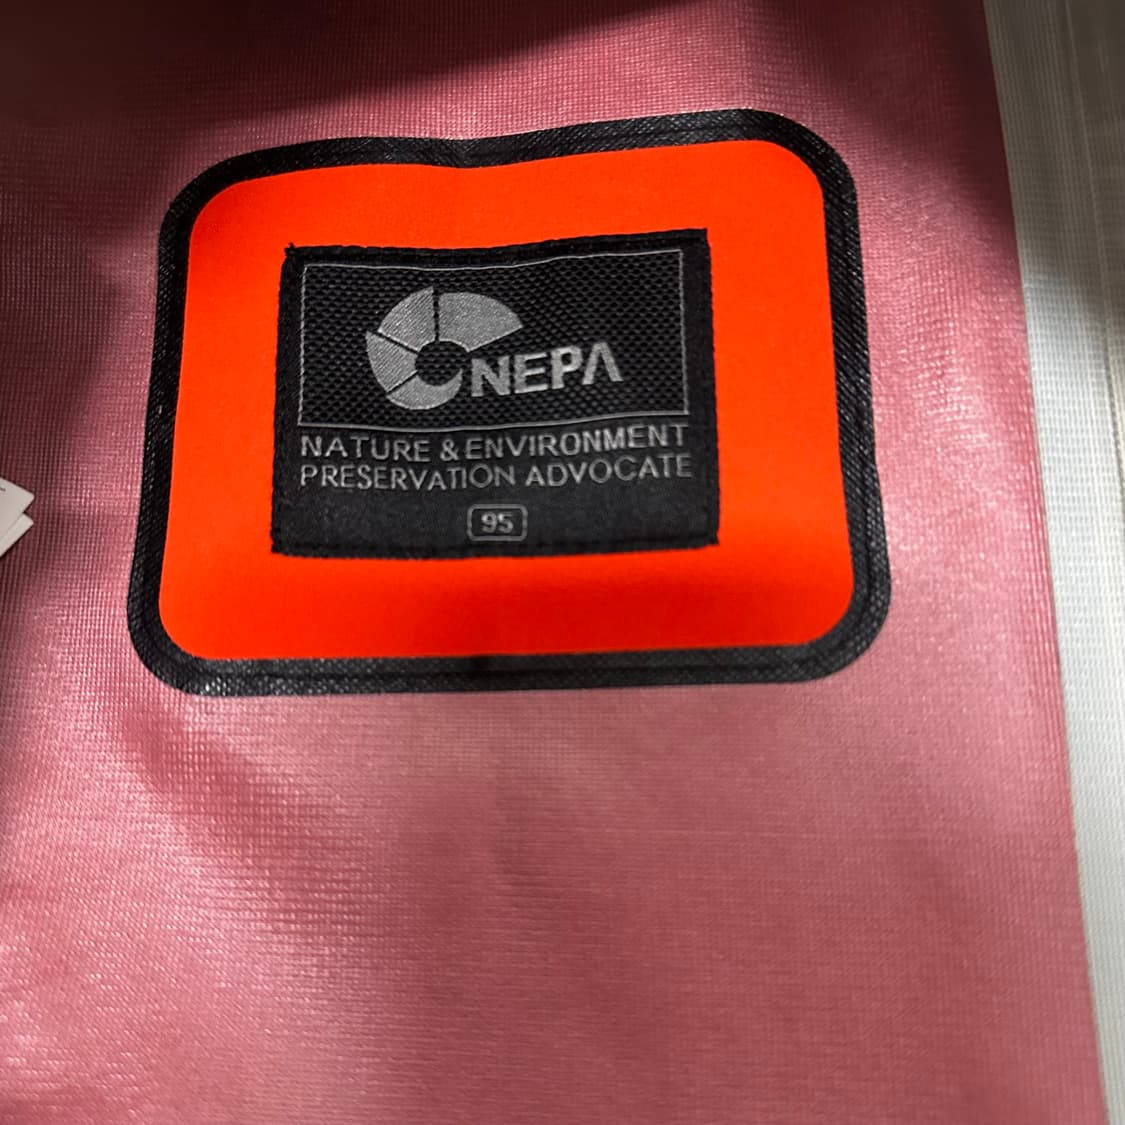 NEPA
NATURE & ENVIRONMENT
PRESERVATION ADVOCATE
95